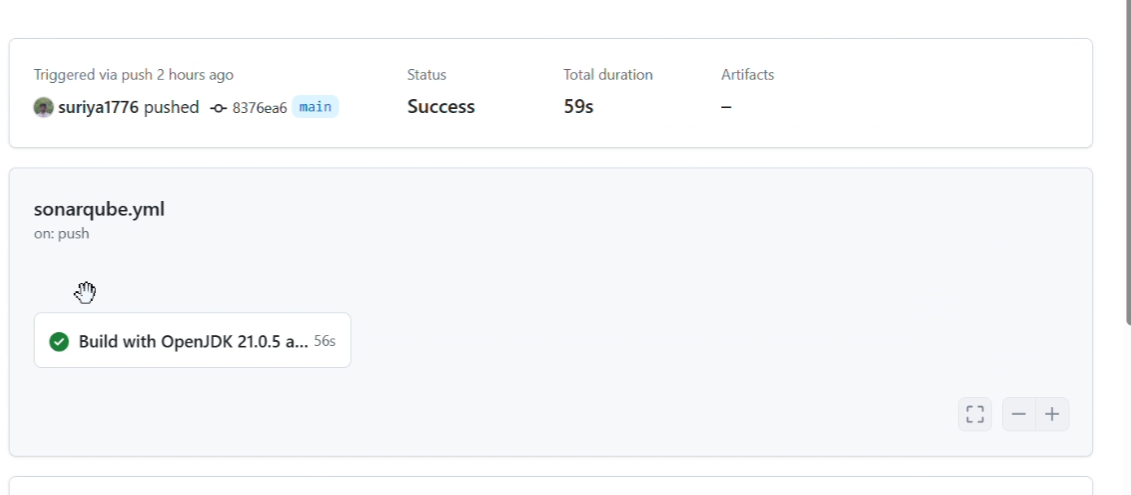 Triggered via push 2 hours ago
Status
Total duration
Artifacts
suriya1776 pushed 8376ea6 main
Success
59s
–
sonarqube.yml
on: push
Build with OpenJDK 21.0.5 a... 56s